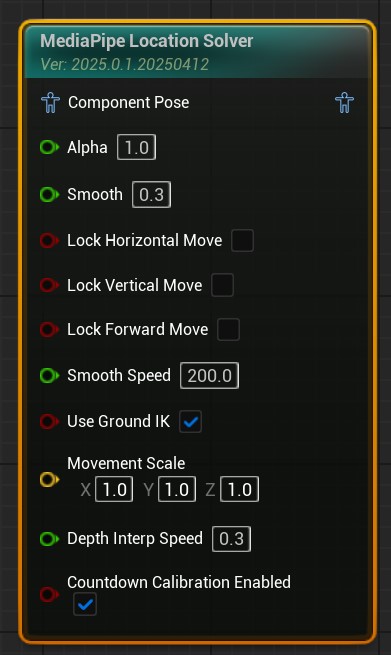 MediaPipe Location Solver
Ver: 2025.0.1.20250412
Component Pose
Alpha 1.0
Smooth 0.3
Lock Horizontal Move
Lock Vertical Move
Lock Forward Move
Smooth Speed 200.0
Use Ground IK
Movement Scale
X 1.0 Y 1.0 Z 1.0
Depth Interp Speed 0.3
Countdown Calibration Enabled